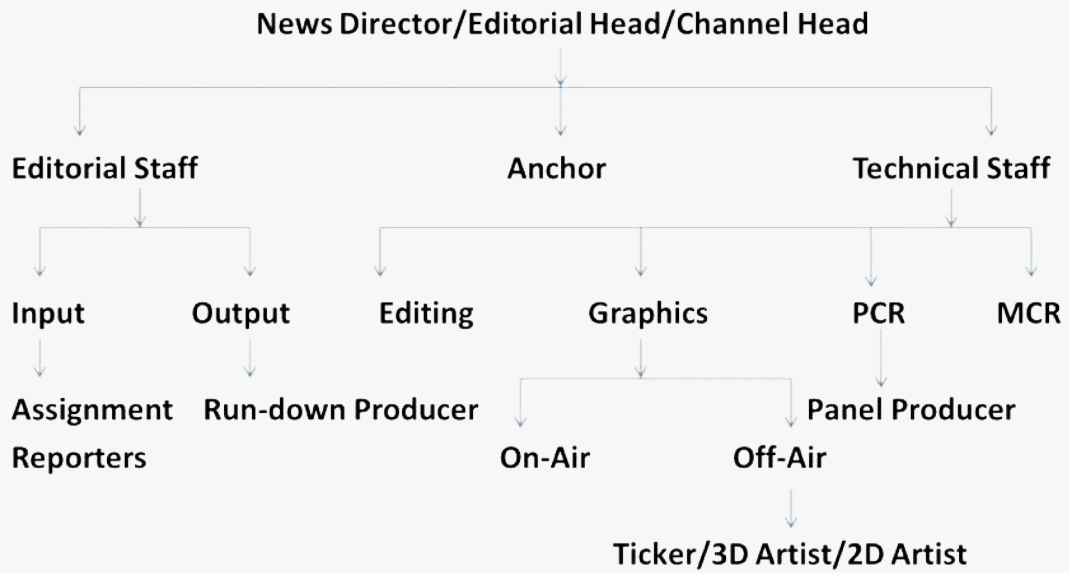 News Director/Editorial Head/Channel Head
Editorial Staff
Anchor
Technical Staff
Input
Output
Editing
Graphics
PCR
MCR
Assignment
Run-down Producer
Panel Producer
Reporters
On-Air
Off-Air
Ticker/3D Artist/2D Artist